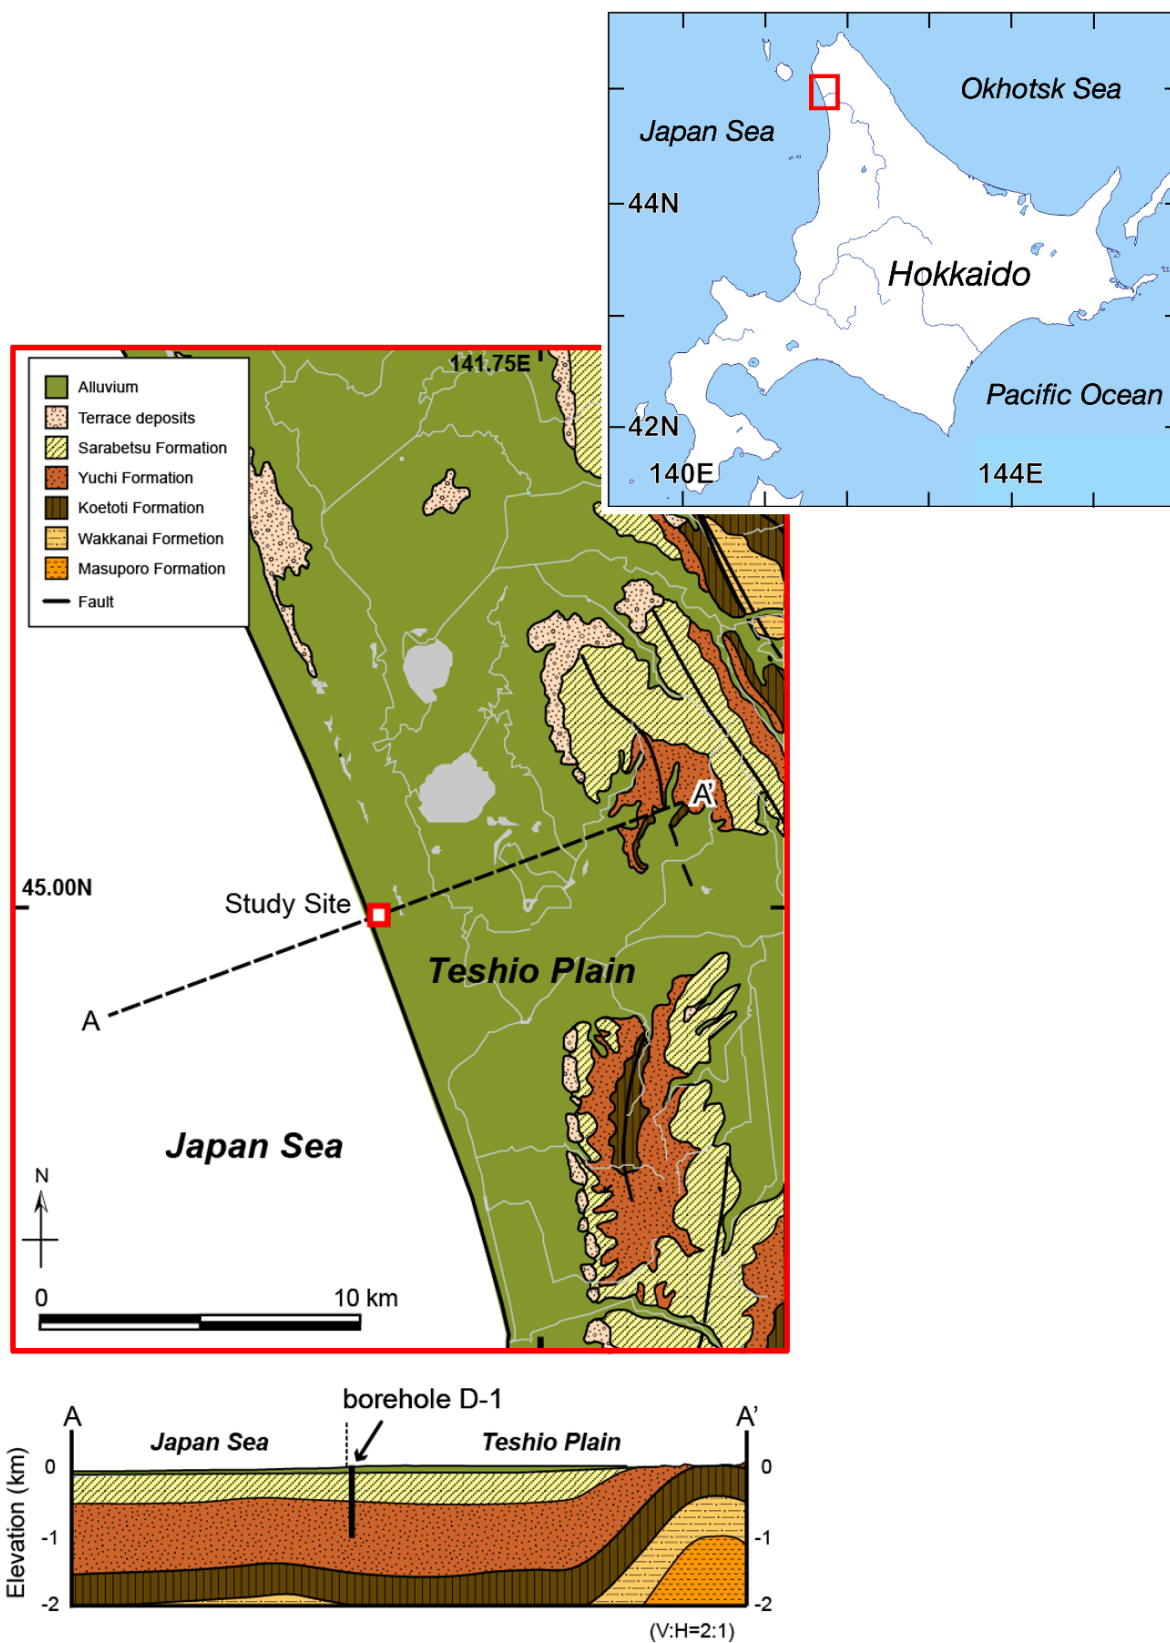 Okhotsk Sea
Japan Sea
44N
Hokkaido
Pacific Ocean
42N
140E
144E
141.75E
Alluvium
Terrace deposits
Sarabetsu Formation
Yuchi Formation
Koetoti Formation
Wakkanai Formetion
Masuporo Formation
Fault
A'
45.00N
Study Site
Teshio Plain
A
Japan Sea
N
0 10 km
borehole D-1
A A'
Japan Sea Teshio Plain
Elevation (km)
0 0
-1 -1
-2 -2
(V:H=2:1)